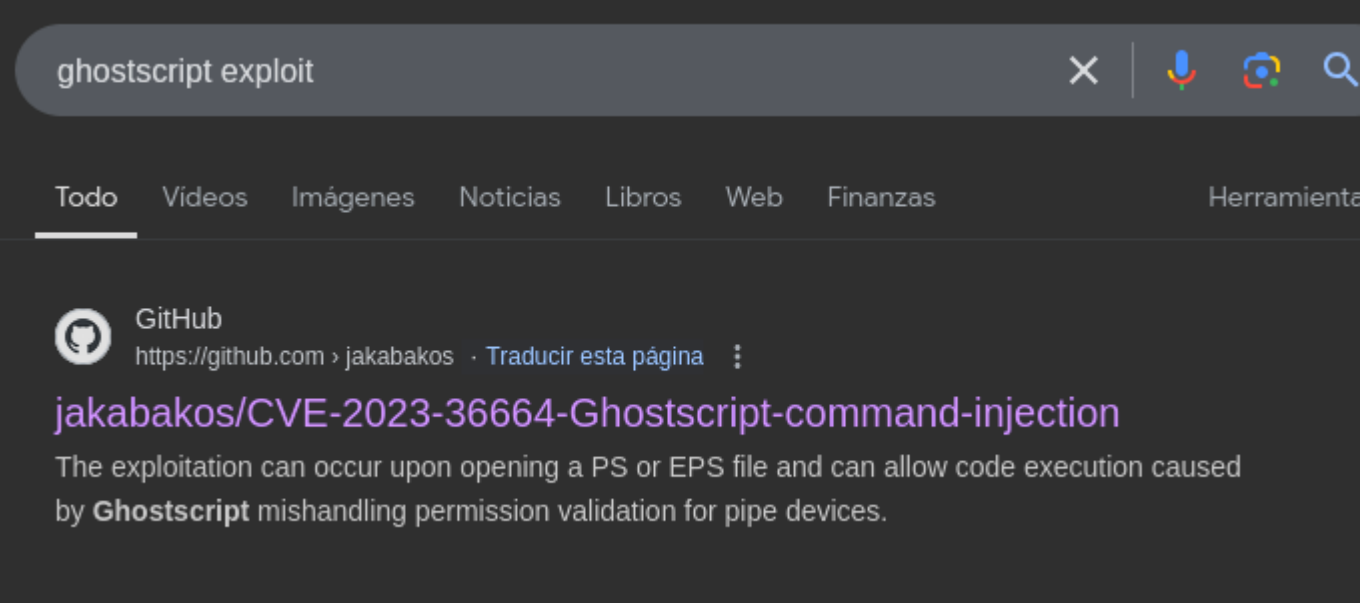 ghostscript exploit
Todo Vídeos Imágenes Noticias Libros Web Finanzas Herramienta
GitHub
https://github.com › jakabakos · Traducir esta página
jakabakos/CVE-2023-36664-Ghostscript-command-injection
The exploitation can occur upon opening a PS or EPS file and can allow code execution caused
by Ghostscript mishandling permission validation for pipe devices.